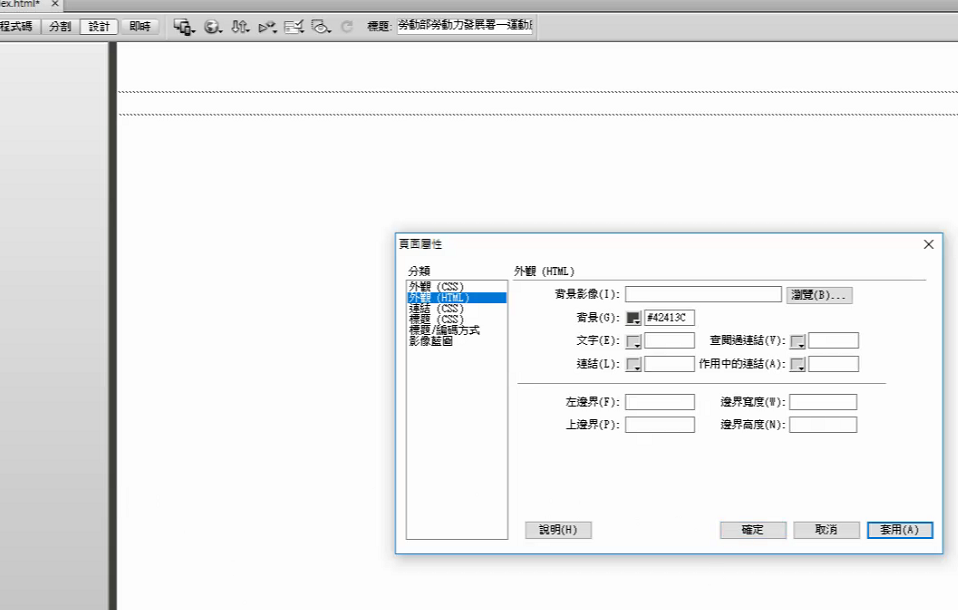 ex.html* ×
程式碼 分割 設計 即時 標題: 勞動部勞動力發展署—運動
頁面屬性
分類
外觀 (CSS)
外觀 (HTML)
連結 (CSS)
標題 (CSS)
標題/編碼方式
影像藍圖
外觀 (HTML)
背景影像(I): 瀏覽(B)...
背景(G): #42413C
文字(E): 查閱過連結(V):
連結(L): 作用中的連結(A):
左邊界(F): 邊界寬度(W):
上邊界(P): 邊界高度(N):
說明(H) 確定 取消 套用(A)